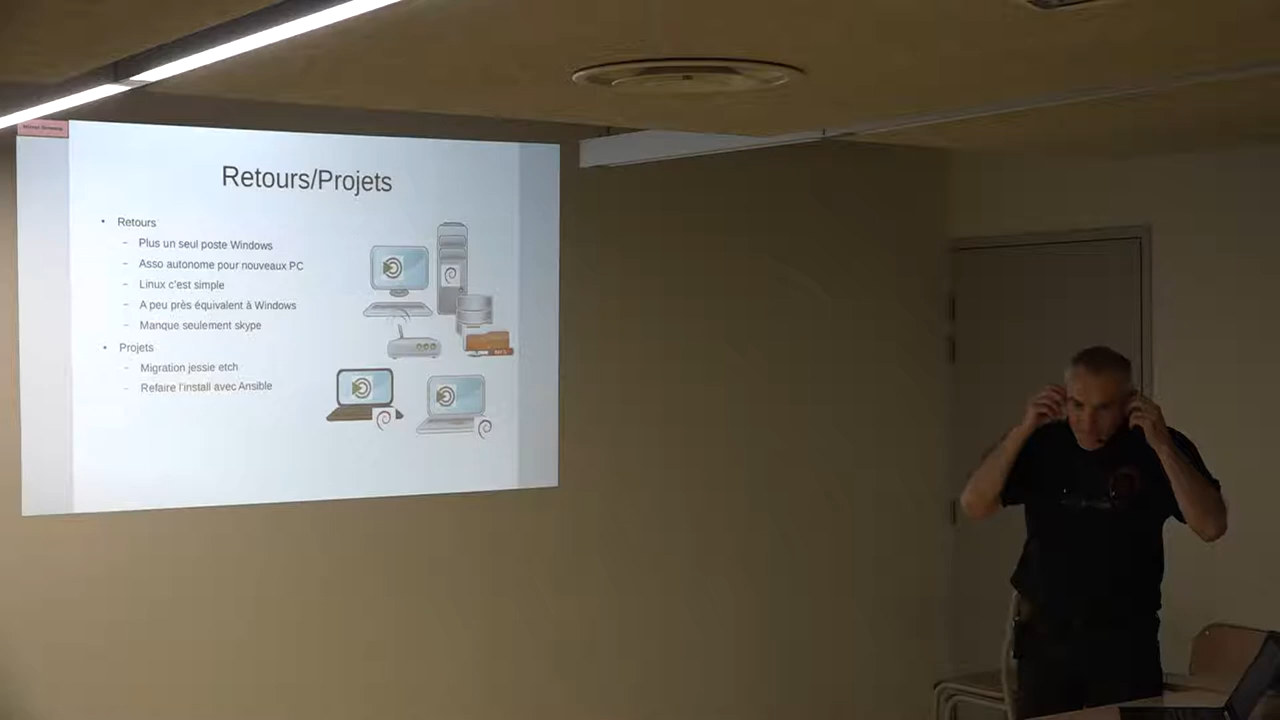 Retours/Projets
• Retours
– Plus un seul poste Windows
– Asso autonome pour nouveaux PC
– Linux c'est simple
– A peu près équivalent à Windows
– Manque seulement skype
• Projets
– Migration jessie etch
– Refaire l'install avec Ansible